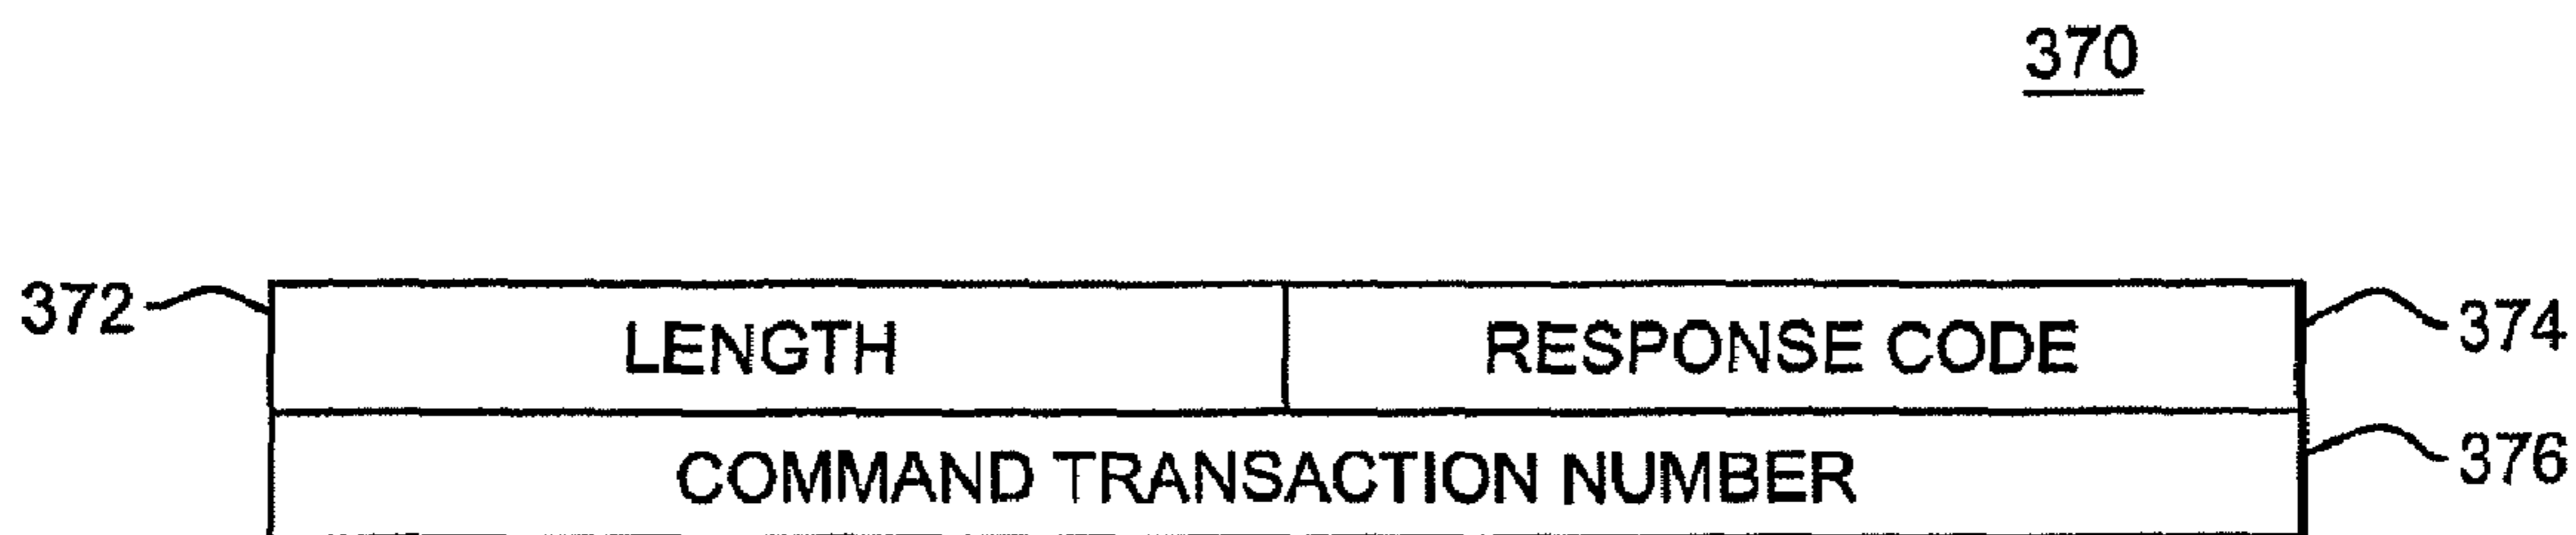 370
372 LENGTH RESPONSE CODE 374
COMMAND TRANSACTION NUMBER 376